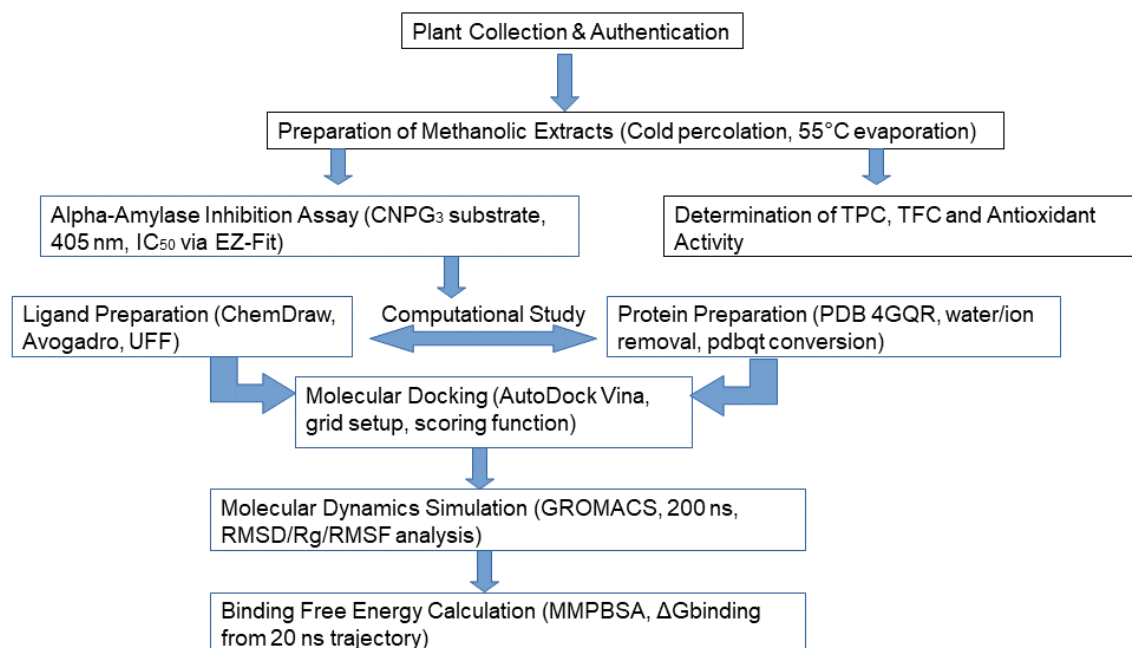 Plant Collection & Authentication
Preparation of Methanolic Extracts (Cold percolation, 55°C evaporation)
Alpha-Amylase Inhibition Assay (CNPG₃ substrate,
405 nm, IC₅₀ via EZ-Fit)
Determination of TPC, TFC and Antioxidant
Activity
Ligand Preparation (ChemDraw,
Avogadro, UFF)
Computational Study
Protein Preparation (PDB 4GQR, water/ion
removal, pdbqt conversion)
Molecular Docking (AutoDock Vina,
grid setup, scoring function)
Molecular Dynamics Simulation (GROMACS, 200 ns,
RMSD/Rg/RMSF analysis)
Binding Free Energy Calculation (MMPBSA, ΔGbinding
from 20 ns trajectory)